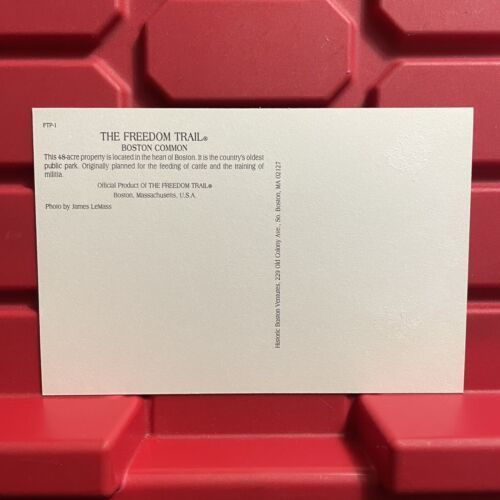 FTP-1
THE FREEDOM TRAIL®
BOSTON COMMON
This 48-acre property is located in the heart of Boston. It is the country's oldest
public park. Originally planned for the feeding of cattle and the training of
militia.
Official Product Of THE FREEDOM TRAIL®
Boston, Massachusetts, U.S.A.
Photo by James LeMass
Historic Boston Ventures, 229 Old Colony Ave., So. Boston, MA 02127